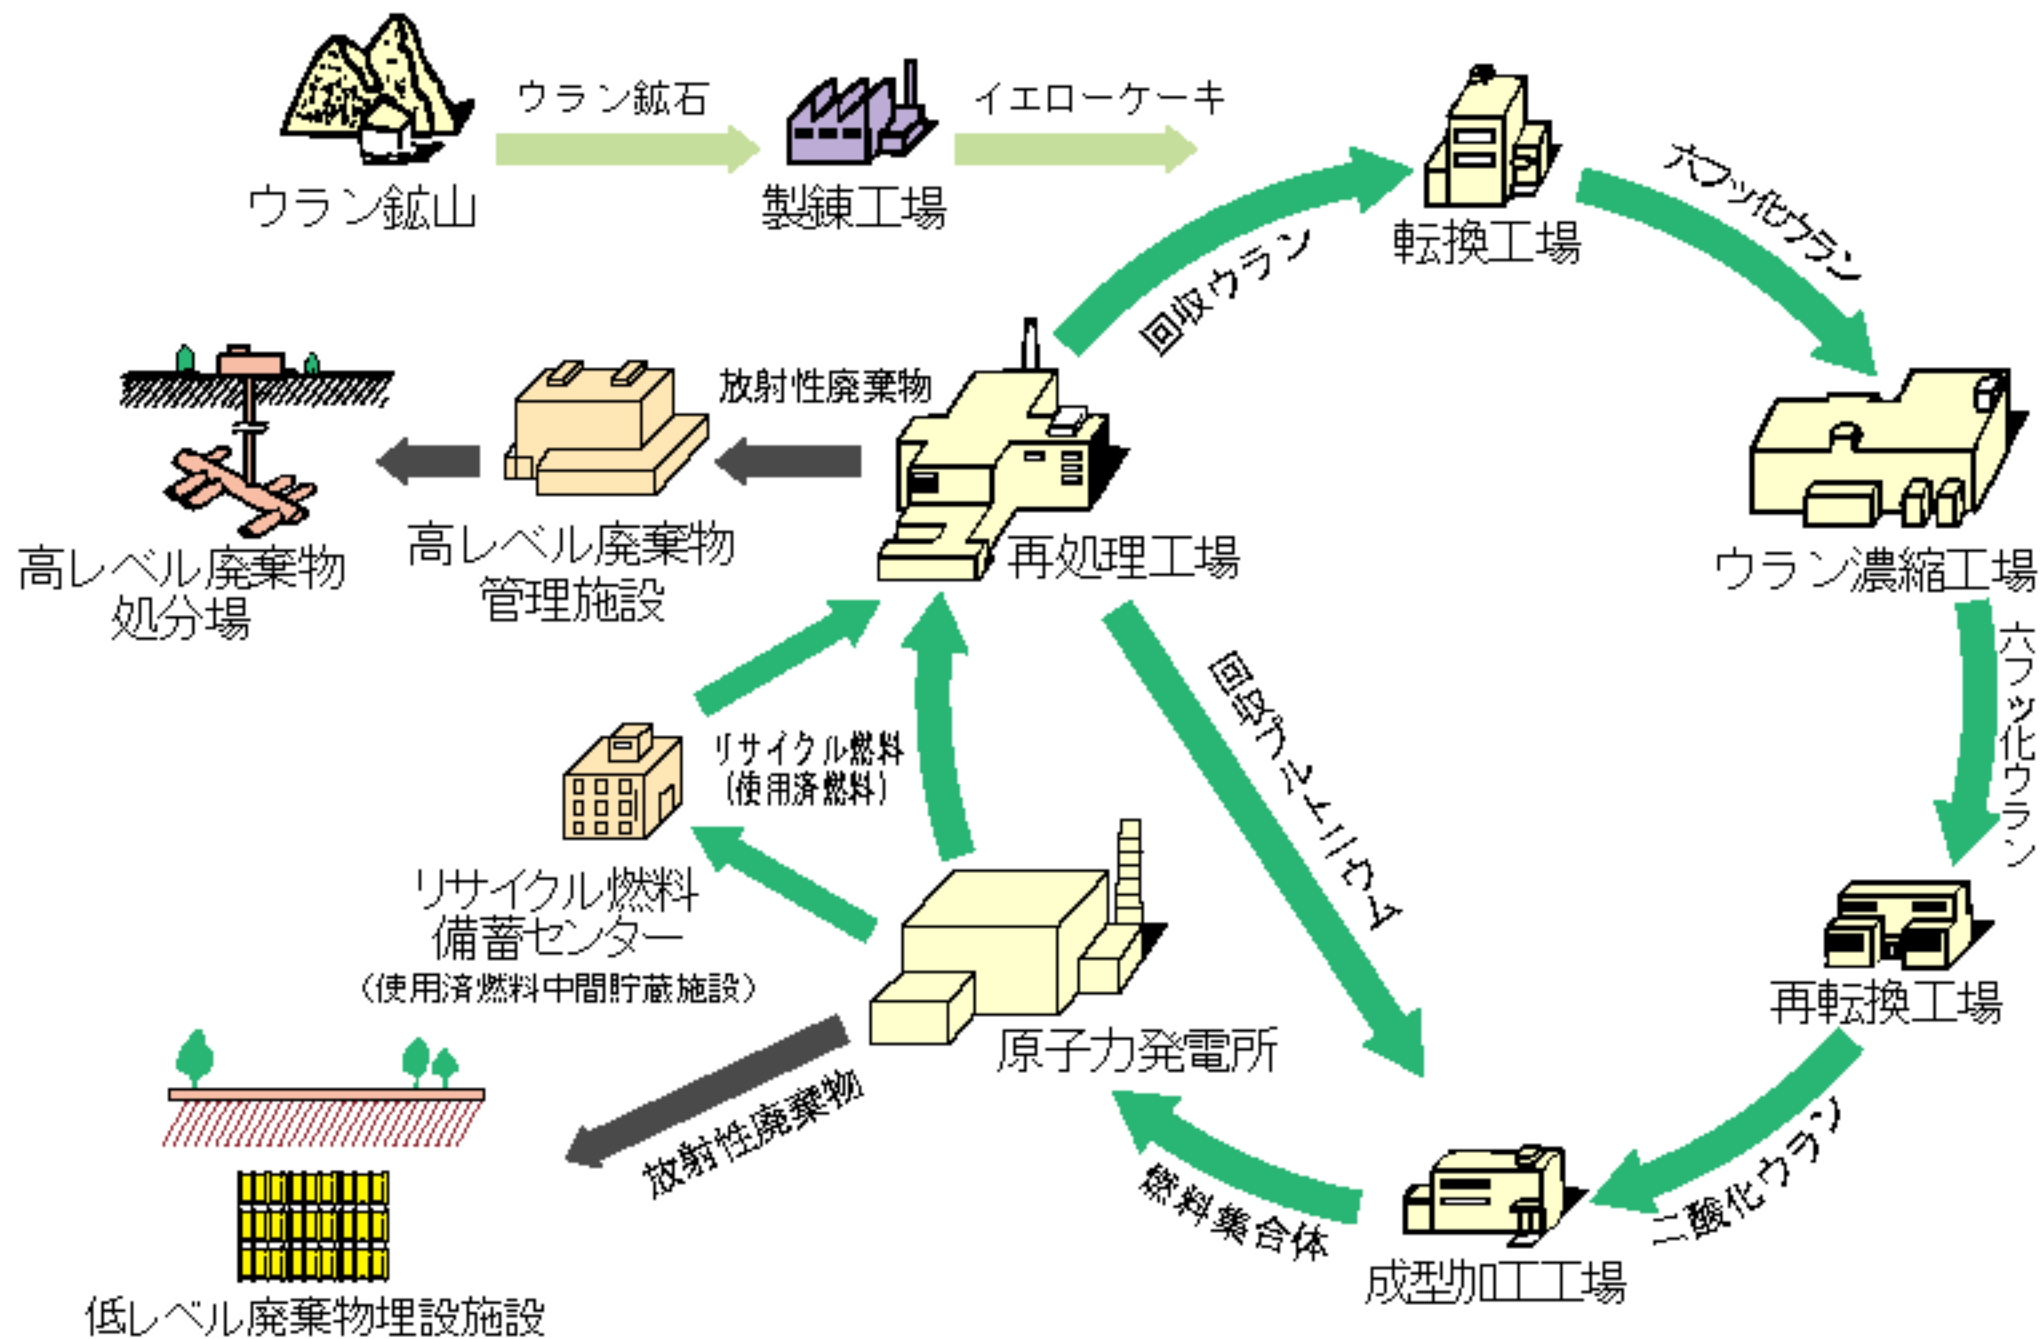 ウラン鉱石
イエローケーキ
ウラン鉱山
製錬工場
転換工場
六フッ化ウラン
回収ウラン
放射性廃棄物
高レベル廃棄物
処分場
高レベル廃棄物
管理施設
再処理工場
ウラン濃縮工場
六フッ化ウラン
回収プルトニウム
リサイクル燃料
(使用済燃料)
リサイクル燃料
備蓄センター
(使用済燃料中間貯蔵施設)
原子力発電所
再転換工場
放射性廃棄物
燃料集合体
二酸化ウラン
成型加工工場
低レベル廃棄物埋設施設